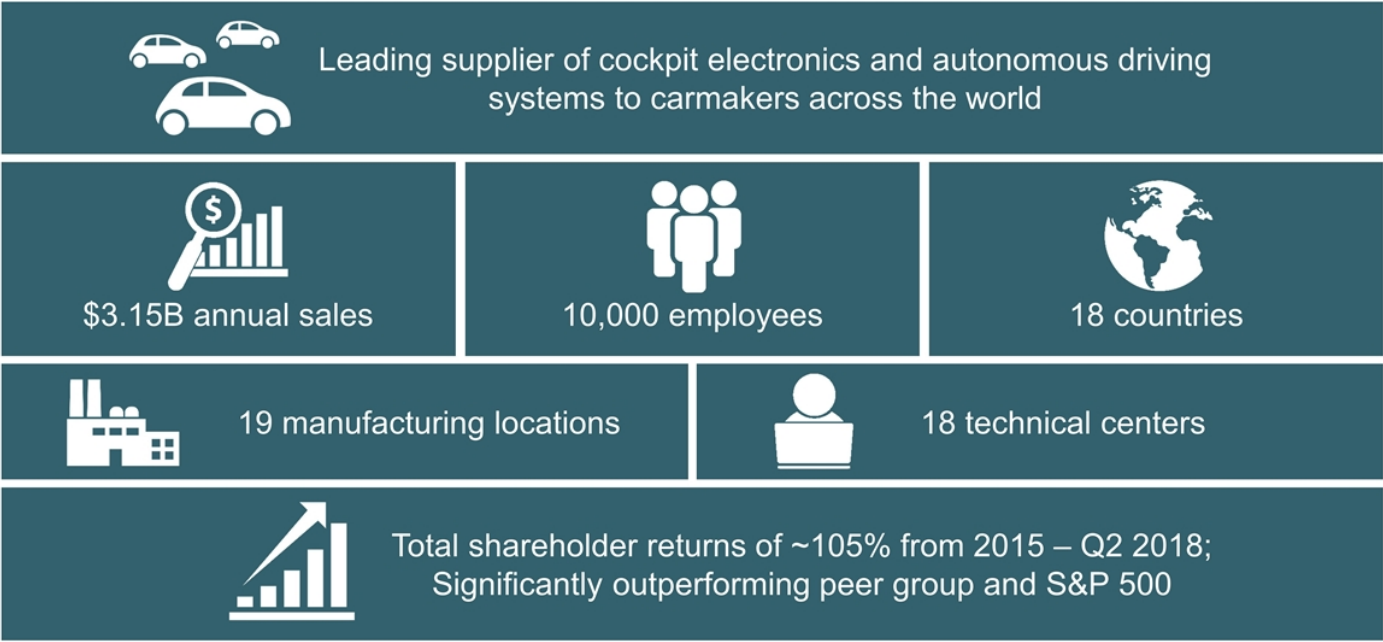 Leading supplier of cockpit electronics and autonomous driving
systems to carmakers across the world
$
$3.15B annual sales
10,000 employees
18 countries
19 manufacturing locations
18 technical centers
Total shareholder returns of ~105% from 2015 – Q2 2018;
Significantly outperforming peer group and S&P 500